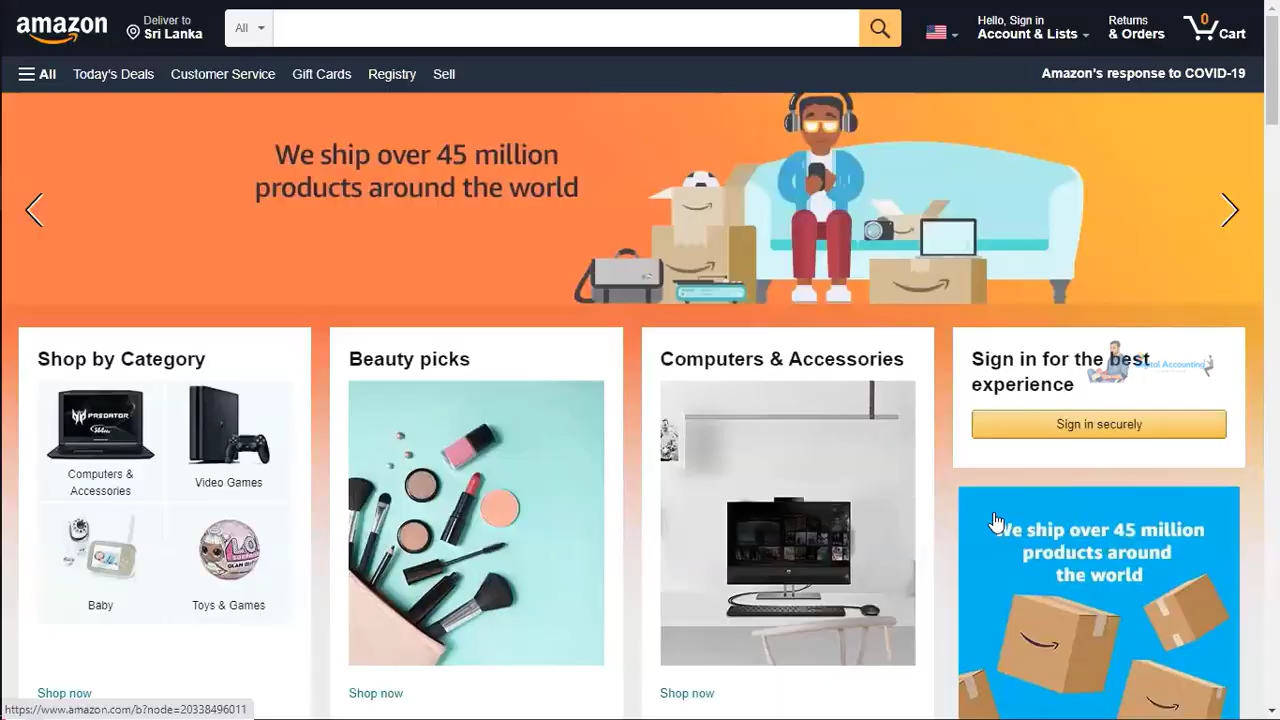 amazon
Deliver to
Sri Lanka
All
Hello, Sign in
Account & Lists
Returns
& Orders
0
Cart
All
Today's Deals
Customer Service
Gift Cards
Registry
Sell
Amazon's response to COVID-19
We ship over 45 million
products around the world
Shop by Category
PREDATOR
Computers &
Accessories
Video Games
Baby
Toys & Games
Shop now
Beauty picks
Shop now
Computers & Accessories
Shop now
Sign in for the best
experience
Digital Accounting
Sign in securely
We ship over 45 million
products around
the world
https://www.amazon.com/b?node=20338496011